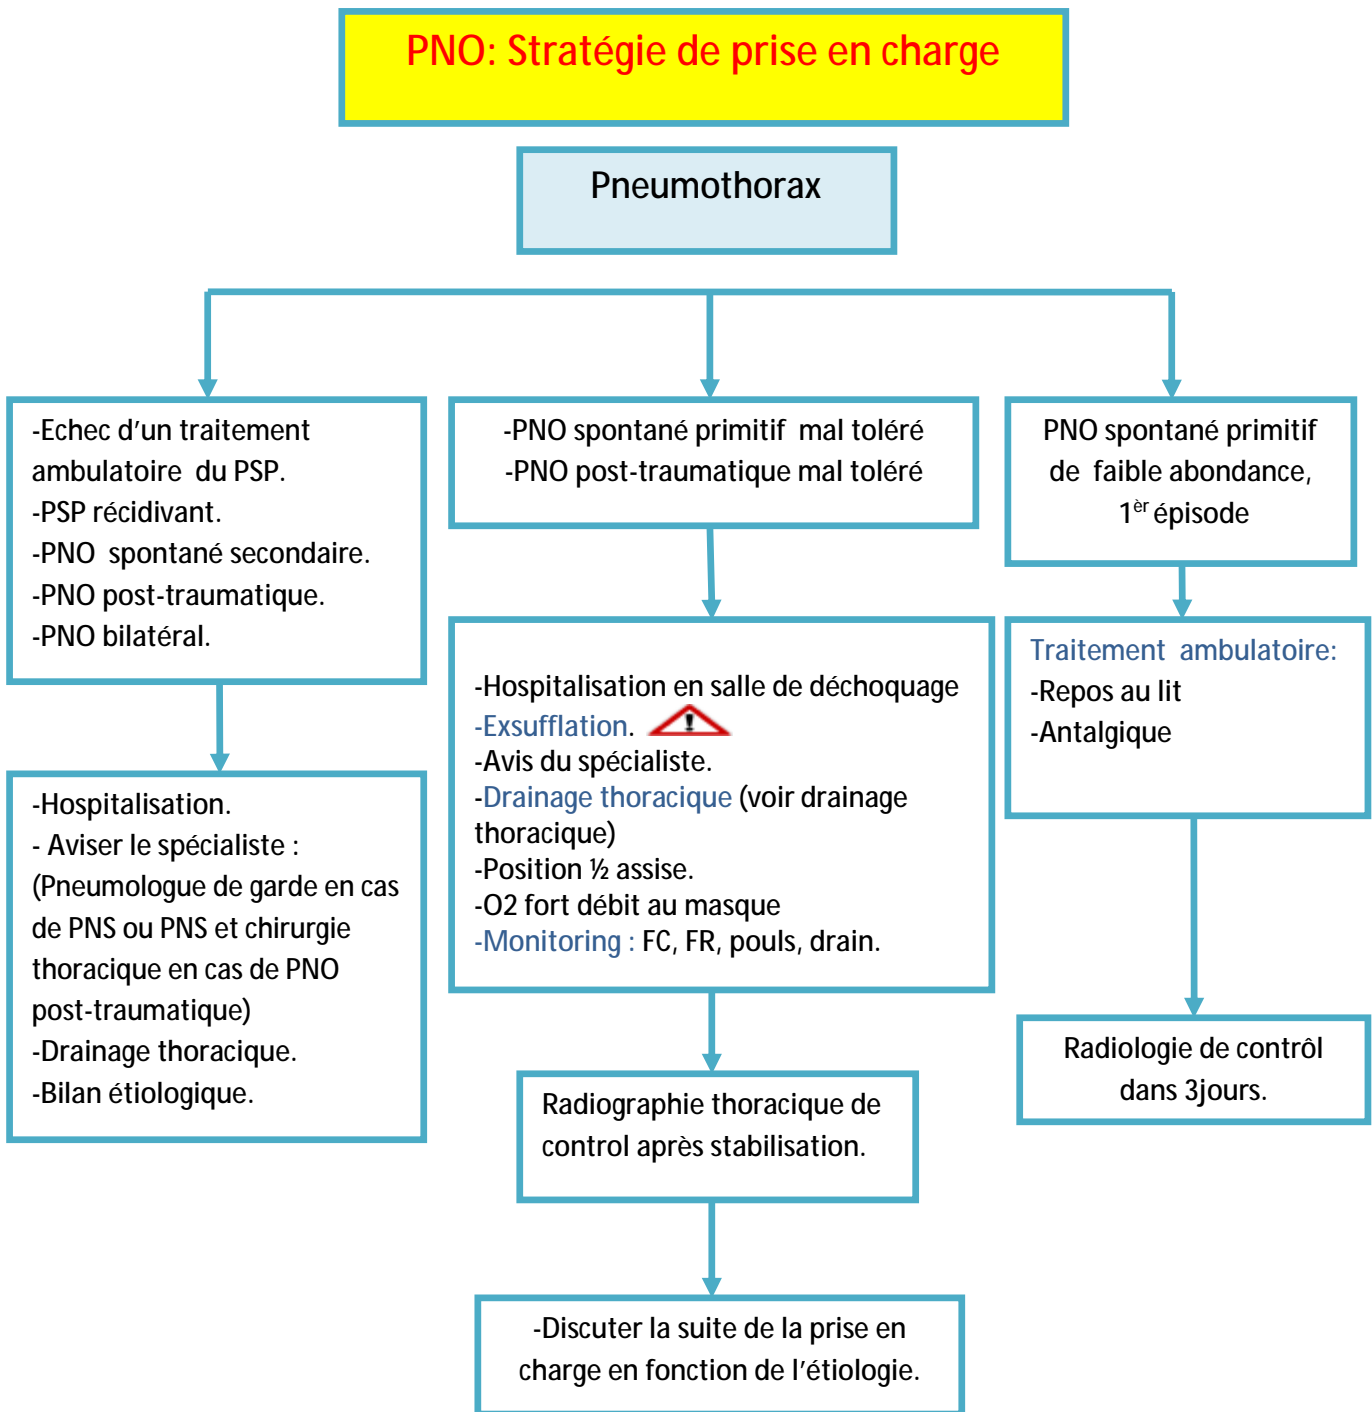 PNO: Stratégie de prise en charge
Pneumothorax
-Echec d’un traitement
ambulatoire du PSP.
-PSP récidivant.
-PNO spontané secondaire.
-PNO post-traumatique.
-PNO bilatéral.
-Hospitalisation.
- Aviser le spécialiste :
(Pneumologue de garde en cas
de PNS ou PNS et chirurgie
thoracique en cas de PNO
post-traumatique)
-Drainage thoracique.
-Bilan étiologique.
-PNO spontané primitif mal toléré
-PNO post-traumatique mal toléré
-Hospitalisation en salle de déchoquage
-Exsufflation. !
-Avis du spécialiste.
-Drainage thoracique (voir drainage
thoracique)
-Position ½ assise.
-O2 fort débit au masque
-Monitoring : FC, FR, pouls, drain.
Radiographie thoracique de
control après stabilisation.
-Discuter la suite de la prise en
charge en fonction de l’étiologie.
PNO spontané primitif
de faible abondance,
1èr épisode
Traitement ambulatoire:
-Repos au lit
-Antalgique
Radiologie de contrôl
dans 3jours.